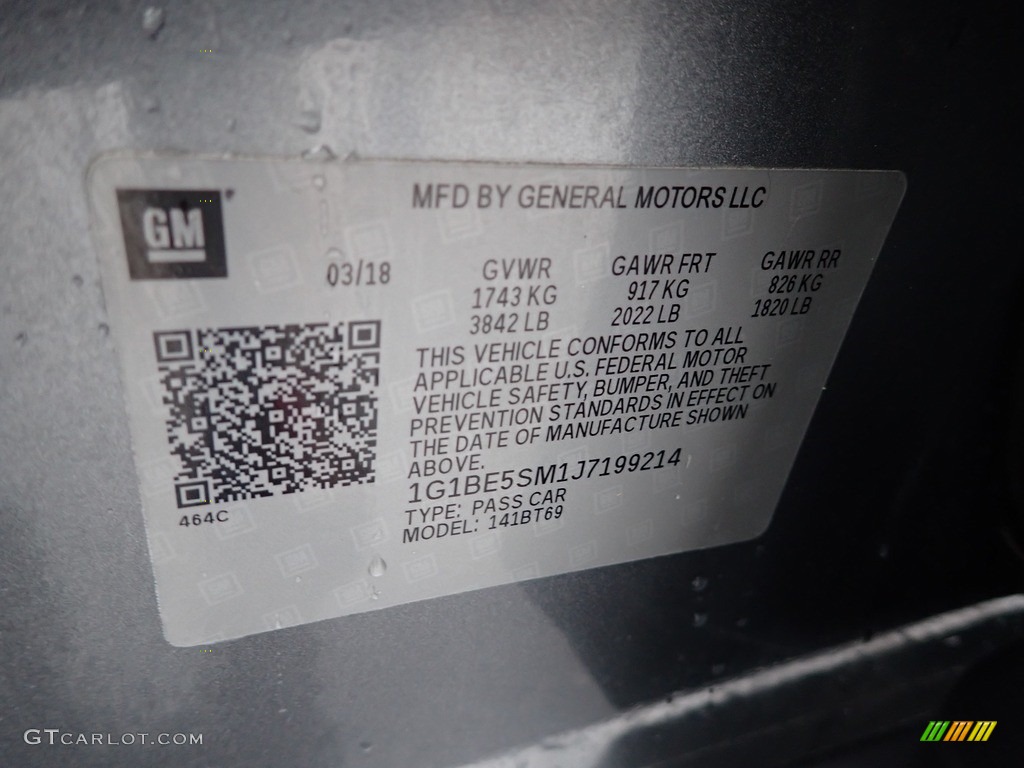 MFD BY GENERAL MOTORS LLC
GM
03/18
GVWR GAWR FRT GAWR RR
1743 KG 917 KG 826 KG
3842 LB 2022 LB 1820 LB
THIS VEHICLE CONFORMS TO ALL
APPLICABLE U.S. FEDERAL MOTOR
VEHICLE SAFETY, BUMPER, AND THEFT
PREVENTION STANDARDS IN EFFECT ON
THE DATE OF MANUFACTURE SHOWN
ABOVE.
1G1BE5SM1J7199214
TYPE: PASS CAR
MODEL: 141BT69
464C
GTCARLOT.COM